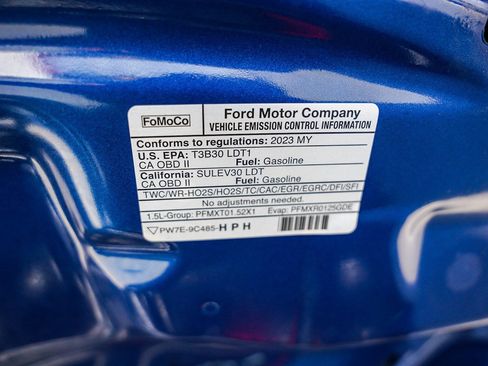 FoMoCo
Ford Motor Company
VEHICLE EMISSION CONTROL INFORMATION
Conforms to regulations: 2023 MY
U.S. EPA: T3B30 LDT1
CA OBD II Fuel: Gasoline
California: SULEV30 LDT
CA OBD II Fuel: Gasoline
TWC/WR-HO2S/HO2S/TC/CAC/EGR/EGRC/DFI/SFI
No adjustments needed.
1.5L-Group: PFMXT01.52X1 Evap: PFMXR0125GDE
PW7E-9C485-HPH